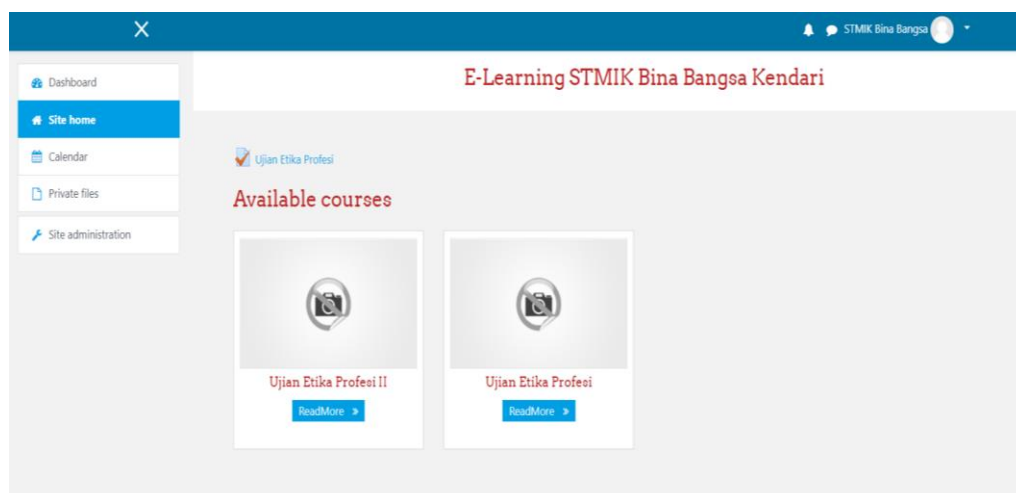 STMIK Bina Bangsa
Dashboard
Site home
Calendar
Private files
Site administration
E-Learning STMIK Bina Bangsa Kendari
Ujian Etika Profesi
Available courses
Ujian Etika Profesi II
ReadMore »
Ujian Etika Profesi
ReadMore »